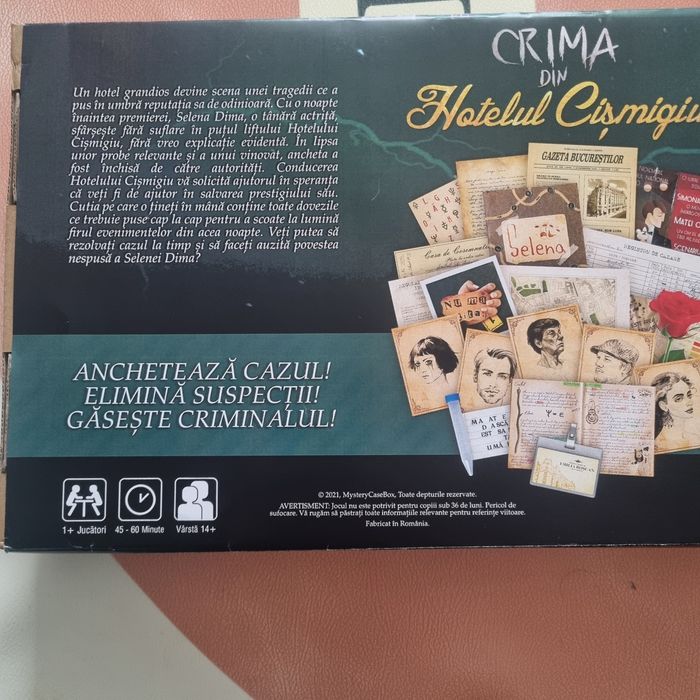 CRIMA
DIN
Hotelul Cișmigiu
Un hotel grandios devine scena unei tragedii ce a
pus în umbră reputația sa de odinioară. Cu o noapte
înaintea premierei, Selena Dima, o tânără actriță,
sfârșește fără suflare în puțul liftului Hotelului
Cișmigiu, fără vreo explicație evidentă. În lipsa
unor probe relevante și a unui vinovat, ancheta a
fost închisă de către autorități. Conducerea
Hotelului Cișmigiu vă solicită ajutorul în speranța
că veți fi de ajutor în salvarea prestigiului său.
Cutia pe care o țineți în mână conține toate dovezile
ce trebuie puse cap la cap pentru a scoate la lumină
firul evenimentelor din acea noapte. Veți putea să
rezolvați cazul la timp și să faceți auzită povestea
nespusă a Selenei Dima?
GAZETA BUCUREȘTILOR
Selena
REGISTRU DE CAZARE
Nu mă
uita
ANCHETEAZĂ CAZUL!
ELIMINĂ SUSPECȚII!
GĂSEȘTE CRIMINALUL!
1+ Jucători
45 - 60 Minute
Vârstă 14+
© 2021, MysteryCaseBox, Toate depturile rezervate.
AVERTISMENT: Jocul nu este potrivit pentru copiii sub 36 de luni. Pericol de
sufocare. Vă rugăm să păstrați toate informațiile relevante pentru referințe viitoare.
Fabricat în România.